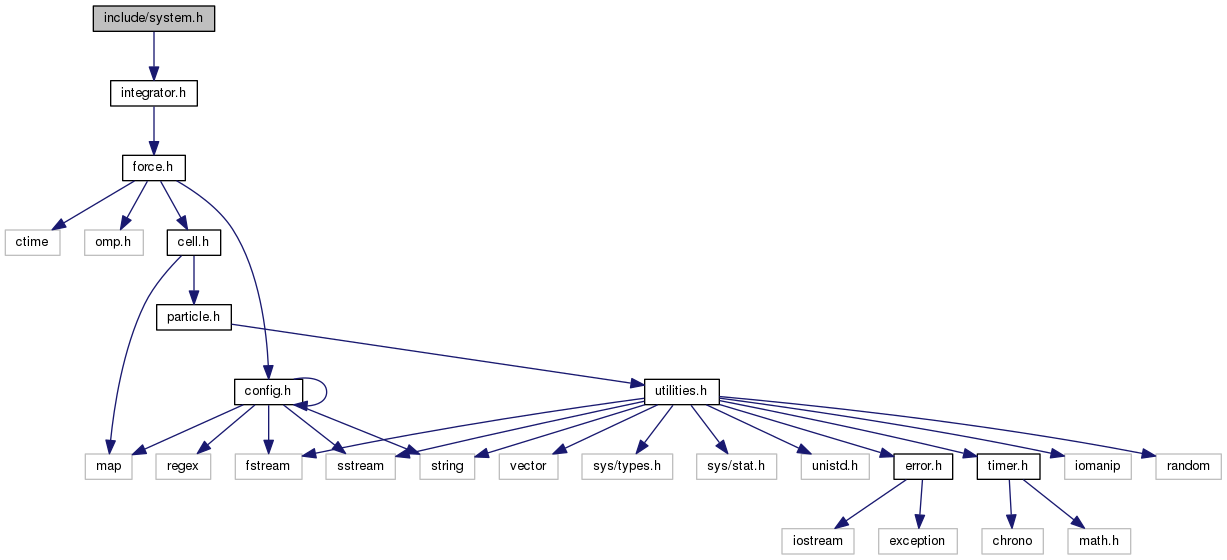 include/system.h
integrator.h
force.h
ctime
omp.h
cell.h
particle.h
config.h
utilities.h
map
regex
fstream
sstream
string
vector
sys/types.h
sys/stat.h
unistd.h
error.h
timer.h
iomanip
random
iostream
exception
chrono
math.h